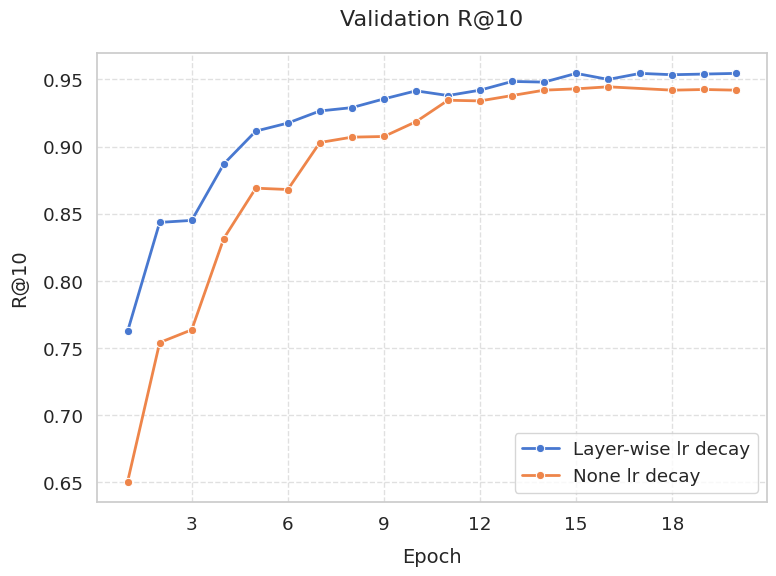 Validation R@10
0.95
0.90
0.85
0.80
0.75
0.70
0.65
R@10
3 6 9 12 15 18
Epoch
Layer-wise lr decay
None lr decay